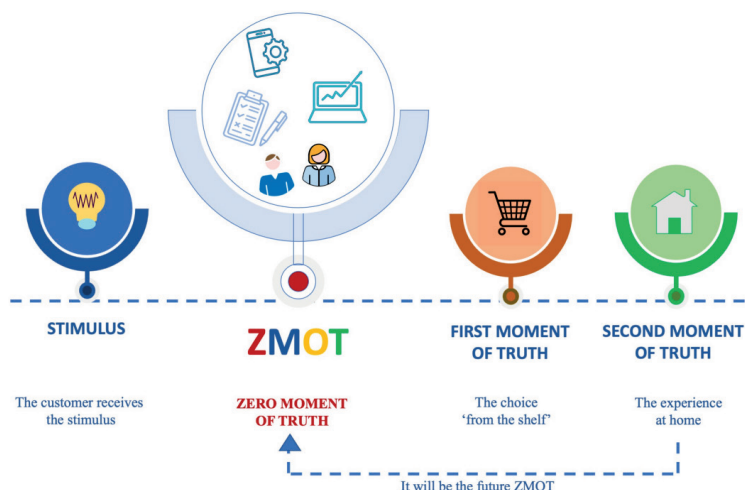 STIMULUS
The customer receives
the stimulus
ZMOT
ZERO MOMENT
OF TRUTH
FIRST MOMENT
OF TRUTH
The choice
‘from the shelf’
SECOND MOMENT
OF TRUTH
The experience
at home
It will be the future ZMOT